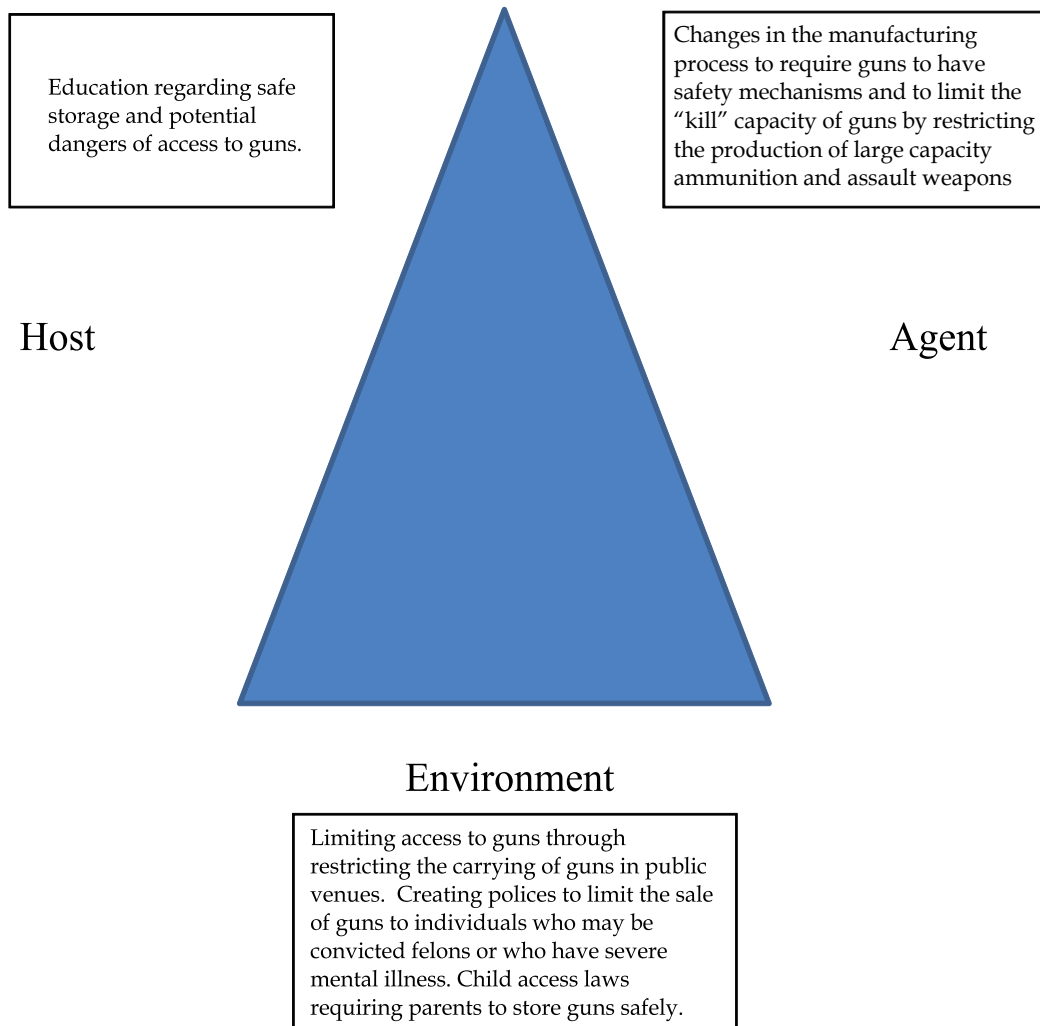 Education regarding safe
storage and potential
dangers of access to guns.
Changes in the manufacturing
process to require guns to have
safety mechanisms and to limit the
“kill” capacity of guns by restricting
the production of large capacity
ammunition and assault weapons
Host
Agent
Environment
Limiting access to guns through
restricting the carrying of guns in public
venues.  Creating polices to limit the sale
of guns to individuals who may be
convicted felons or who have severe
mental illness. Child access laws
requiring parents to store guns safely.